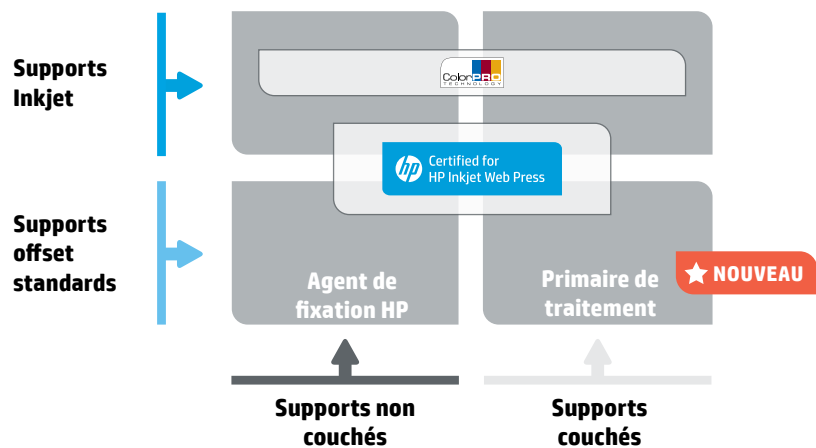 Supports
Inkjet
ColorPRO
TECHNOLOGY
hp
Certified for
HP Inkjet Web Press
Supports
offset
standards
Agent de
fixation HP
Primaire de
traitement
NOUVEAU
Supports non
couchés
Supports
couchés